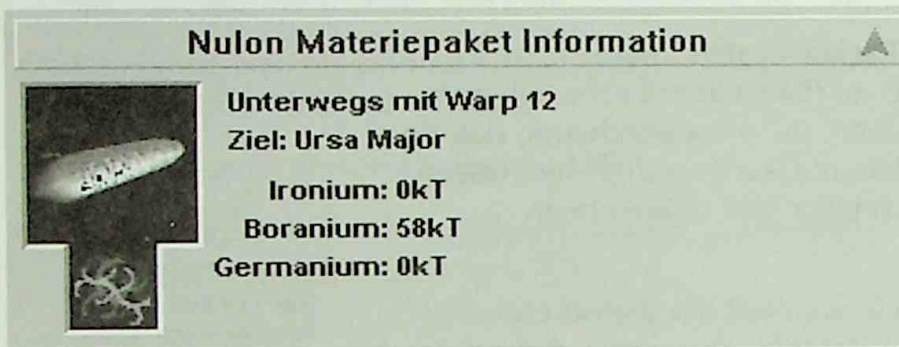 Nulon Materiepaket Information
Unterwegs mit Warp 12
Ziel: Ursa Major
Ironium: 0kT
Boranium: 58kT
Germanium: 0kT